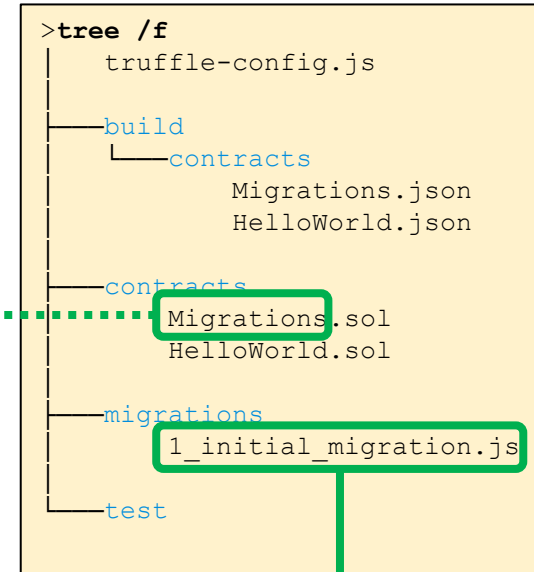 >tree /f
truffle-config.js
build
contracts
Migrations.json
HelloWorld.json
contracts
Migrations.sol
HelloWorld.sol
migrations
1_initial_migration.js
test